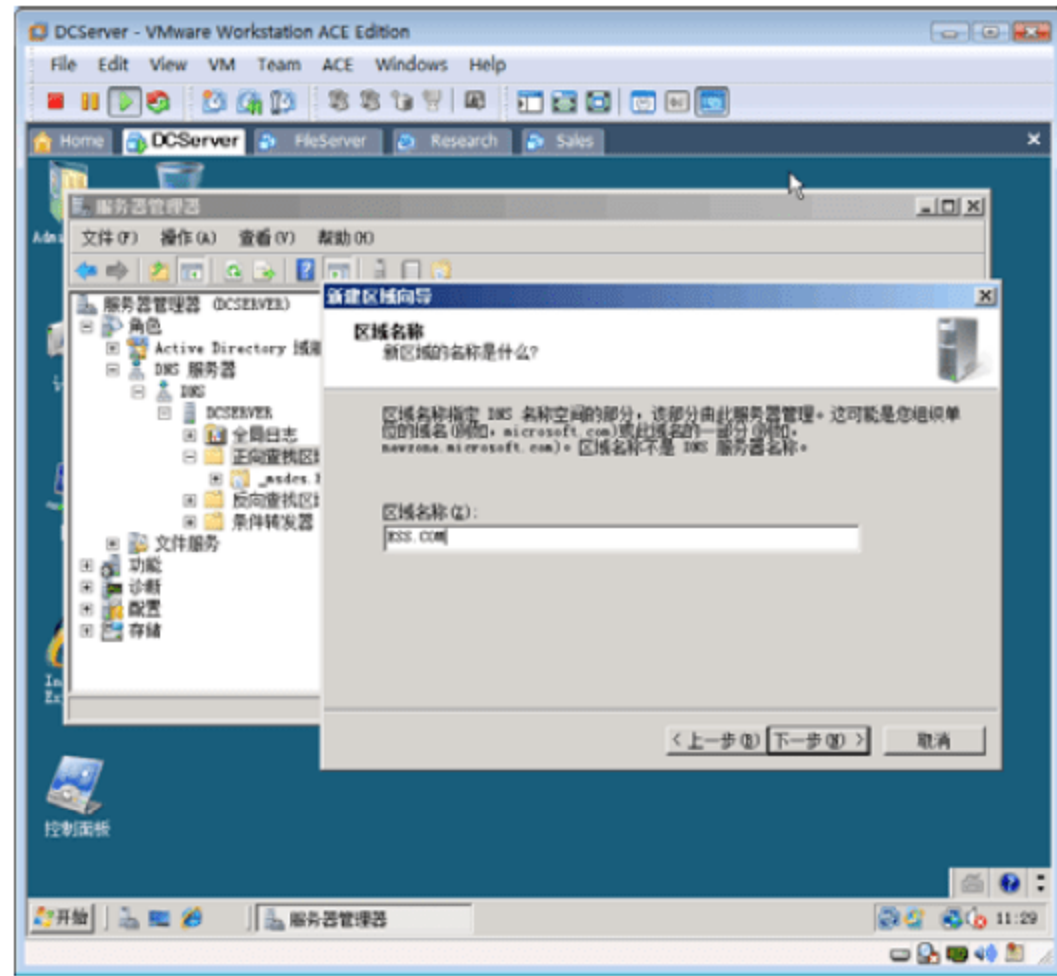 DCServer - VMware Workstation ACE Edition
File Edit View VM Team ACE Windows Help
Home DCServer FileServer Research Sales
服务器管理器
文件(F) 操作(A) 查看(V) 帮助(H)
服务器管理器 (DCSERVER)
角色
Active Directory
DNS 服务器
DNS
DCSERVER
全局日志
正向查找区
_msdcs.
反向查找区
条件转发器
文件服务
功能
诊断
配置
存储
新建区域向导
区域名称
新区域的名称是什么?
区域名称指定 DNS 名称空间的部分，该部分由此服务器管理。这可能是您组织单
位的域名(例如，microsoft.com)或此域名的一部分(例如，
newzone.microsoft.com)。区域名称不是 DNS 服务器名称。
区域名称(Z):
ESS.COM
<上一步(B) 下一步(N) > 取消
控制面板
开始 服务器管理器 11:29